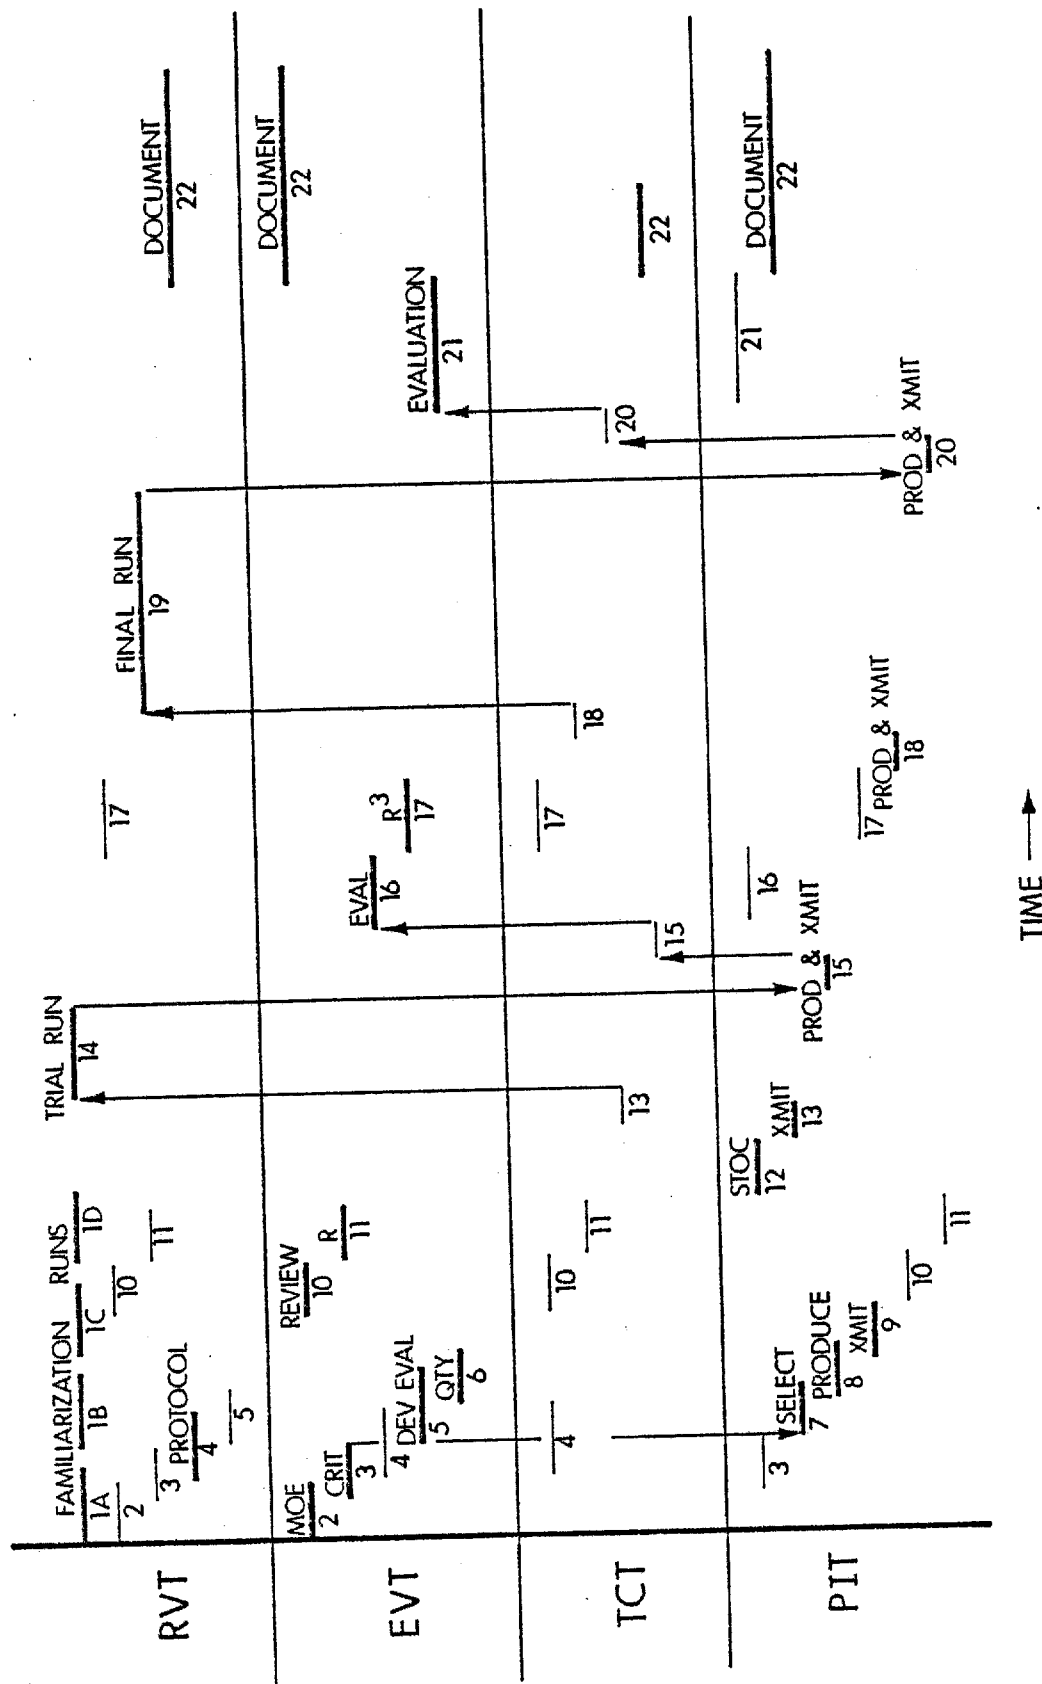 RVT
FAMILIARIZATION RUNS
1A
1B
1C
1D
TRIAL RUN
14
FINAL RUN
19
2
10
17
3
11
PROTOCOL
4
5
DOCUMENT
22
EVT
MOE
2
CRIT
3
4
DEV EVAL
5
QTY
6
REVIEW
10
R
11
EVAL
16
R3
17
EVALUATION
21
DOCUMENT
22
TCT
4
10
11
13
15
17
18
20
22
PIT
3
SELECT
7
PRODUCE
8
XMIT
9
10
11
STOC
12
XMIT
13
PROD & XMIT
15
16
17
PROD & XMIT
18
PROD & XMIT
20
21
DOCUMENT
22
TIME